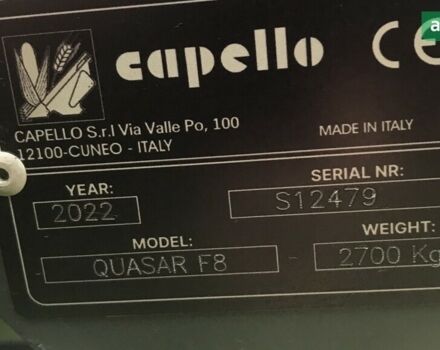 capello CE
CAPELLO S.r.l Via Valle Po, 100
12100-CUNEO - ITALY
MADE IN ITALY
YEAR:
2022
SERIAL NR:
S12479
MODEL:
QUASAR F8
WEIGHT:
2700 Kg